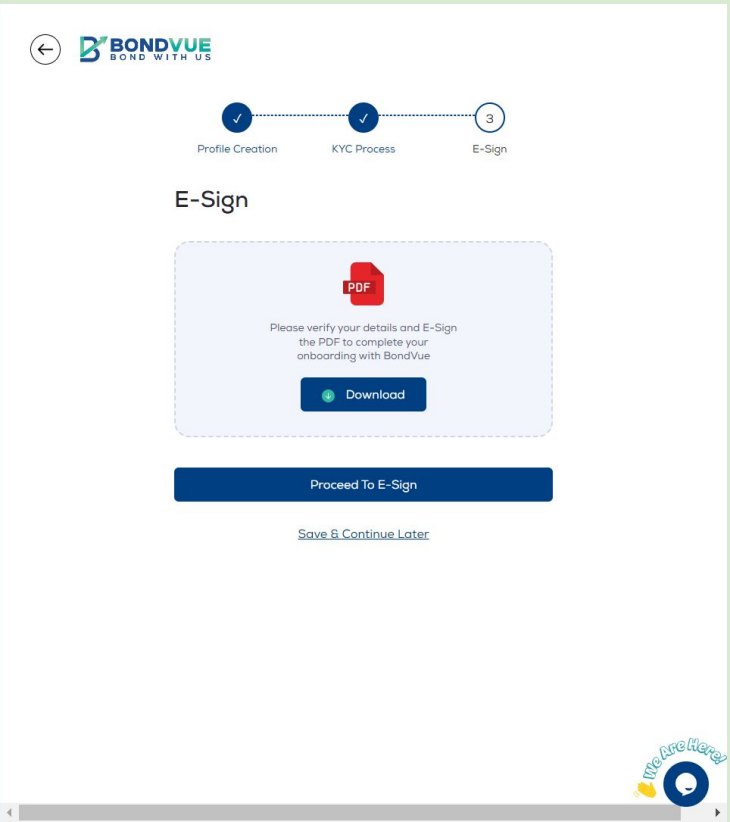 BONDVUE
BOND WITH US
✓ ✓ 3
Profile Creation KYC Process E-Sign
E-Sign
PDF
Please verify your details and E-Sign
the PDF to complete your
onboarding with BondVue
Download
Proceed To E-Sign
Save & Continue Later
We Are Here!